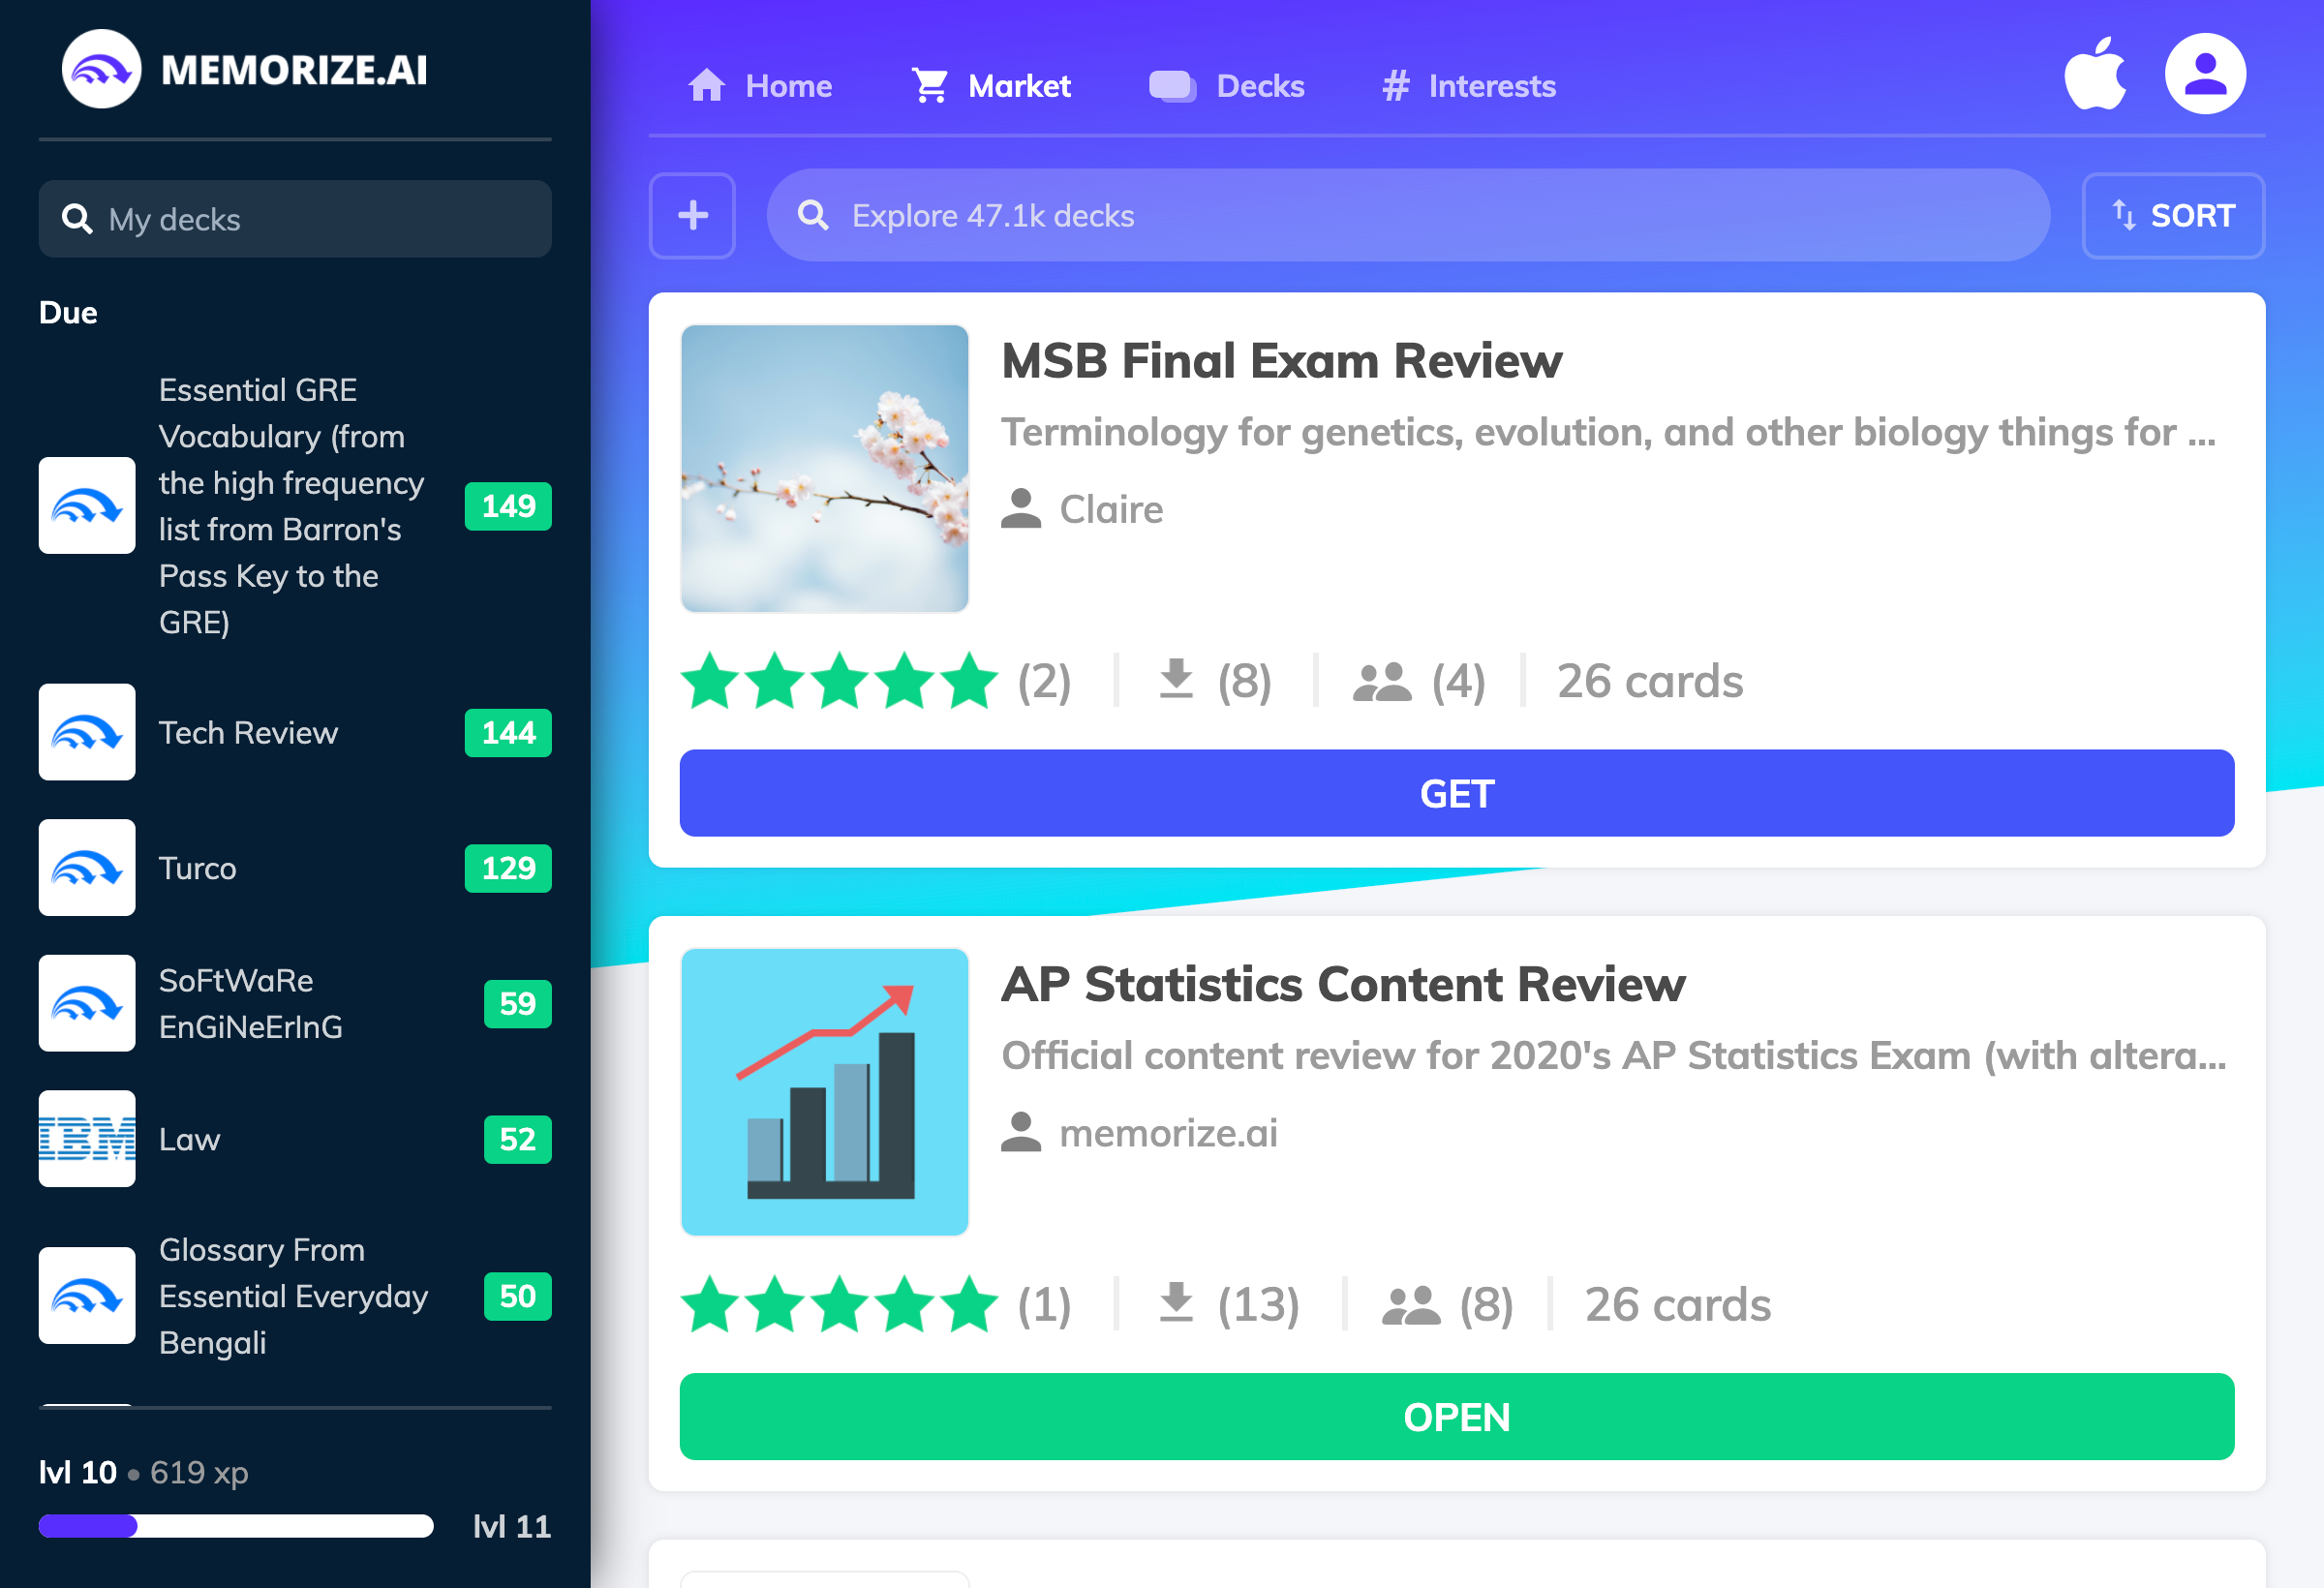 MEMORIZE.AI
My decks
Due
Essential GRE
Vocabulary (from
the high frequency
list from Barron's
Pass Key to the
GRE)
149
Tech Review
144
Turco
129
SoFtWaRe
EnGiNeErInG
59
IBM
Law
52
Glossary From
Essential Everyday
Bengali
50
lvl 10 • 619 xp
lvl 11
Home
Market
Decks
# Interests
+
Explore 47.1k decks
SORT
MSB Final Exam Review
Terminology for genetics, evolution, and other biology things for ...
Claire
(2)
(8)
(4)
26 cards
GET
AP Statistics Content Review
Official content review for 2020's AP Statistics Exam (with altera...
memorize.ai
(1)
(13)
(8)
26 cards
OPEN